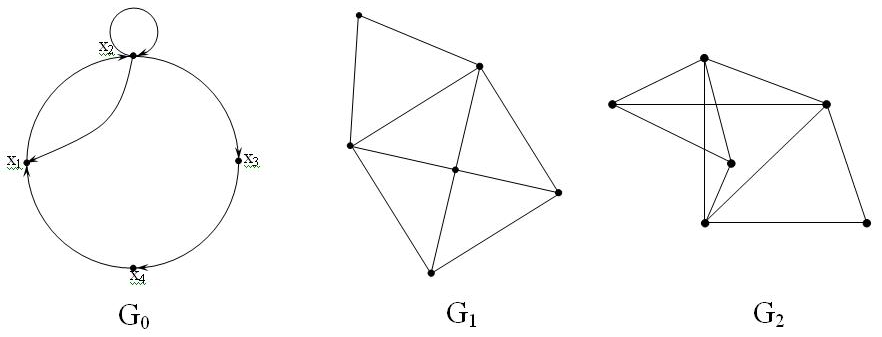 x₂
x₁
x₃
x₄
G₀
G₁
G₂